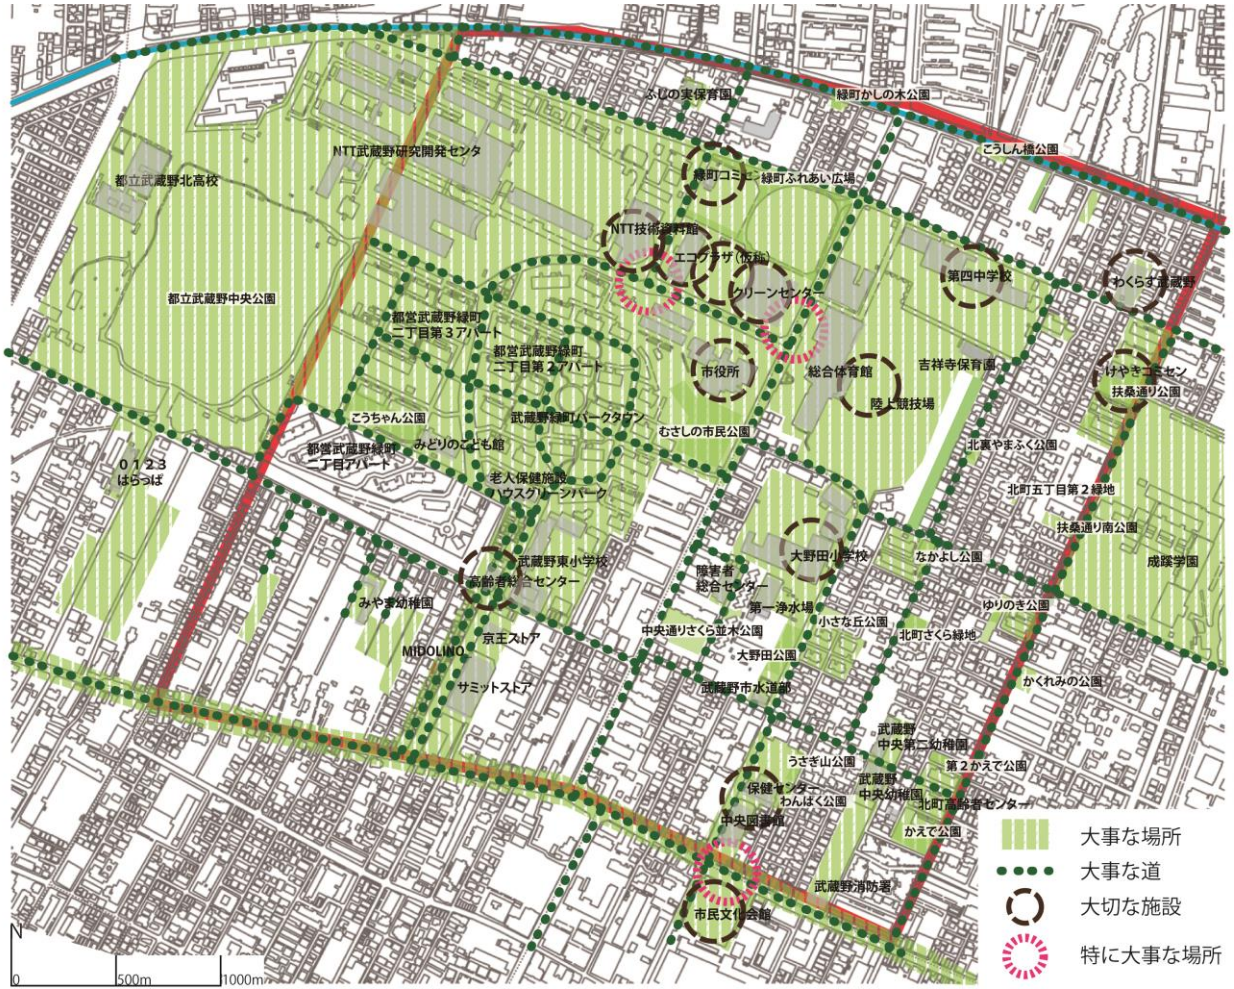 ふじの実保育園
緑町かしの木公園
こうしん橋公園
NTT武蔵野研究開発センタ
都立武蔵野北高校
緑町コミセン
緑町ふれあい広場
NTT技術資料館
エコプラザ(仮称)
クリーンセンター
第四中学校
わくらす武蔵野
都立武蔵野中央公園
都営武蔵野緑町
二丁目第3アパート
都営武蔵野緑町
二丁目第2アパート
市役所
総合体育館
吉祥寺保育園
けやきコミセン
扶桑通り公園
陸上競技場
こうちゃん公園
武蔵野緑町パークタウン
むさしの市民公園
みどりのこども館
都営武蔵野緑町
二丁目アパート
北裏やまふく公園
0123
はらっぱ
老人保健施設
ハウスグリーンパーク
北町五丁目第2緑地
扶桑通り南公園
武蔵野東小学校
高齢者総合センター
大野田小学校
なかよし公園
成蹊学園
障害者
総合センター
みやま幼稚園
第一浄水場
小さな丘公園
ゆりのき公園
中央通りさくら並木公園
北町さくら緑地
京王ストア
MIDOLINO
大野田公園
サミットストア
武蔵野市水道部
かくれみの公園
武蔵野
中央第二幼稚園
うさぎ山公園
第2かえで公園
保健センター
わんぱく公園
武蔵野
中央幼稚園
北町高齢者センター
中央図書館
かえで公園
武蔵野消防署
市民文化会館
大事な場所
大事な道
大切な施設
特に大事な場所
N
0 500m 1000m